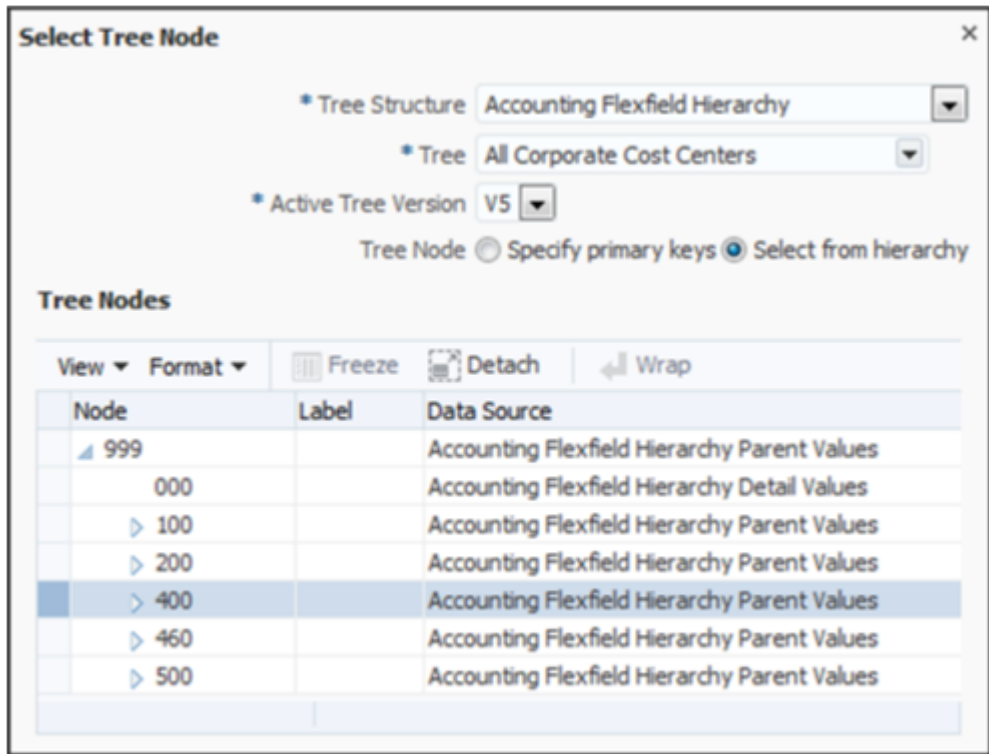 Select Tree Node ×
* Tree Structure Accounting Flexfield Hierarchy
* Tree All Corporate Cost Centers
* Active Tree Version V5
Tree Node Specify primary keys Select from hierarchy
Tree Nodes
View Format Freeze Detach Wrap
Node Label Data Source
999 Accounting Flexfield Hierarchy Parent Values
000 Accounting Flexfield Hierarchy Detail Values
100 Accounting Flexfield Hierarchy Parent Values
200 Accounting Flexfield Hierarchy Parent Values
400 Accounting Flexfield Hierarchy Parent Values
460 Accounting Flexfield Hierarchy Parent Values
500 Accounting Flexfield Hierarchy Parent Values